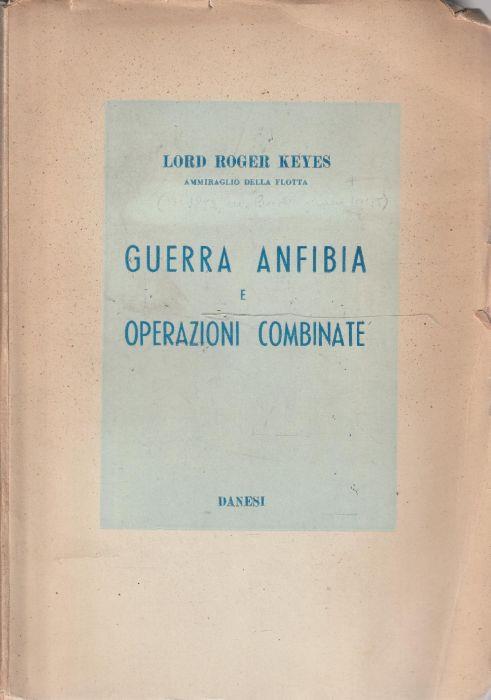 LORD ROGER KEYES
AMMIRAGLIO DELLA FLOTTA
GUERRA ANFIBIA
E
OPERAZIONI COMBINATE
DANESI